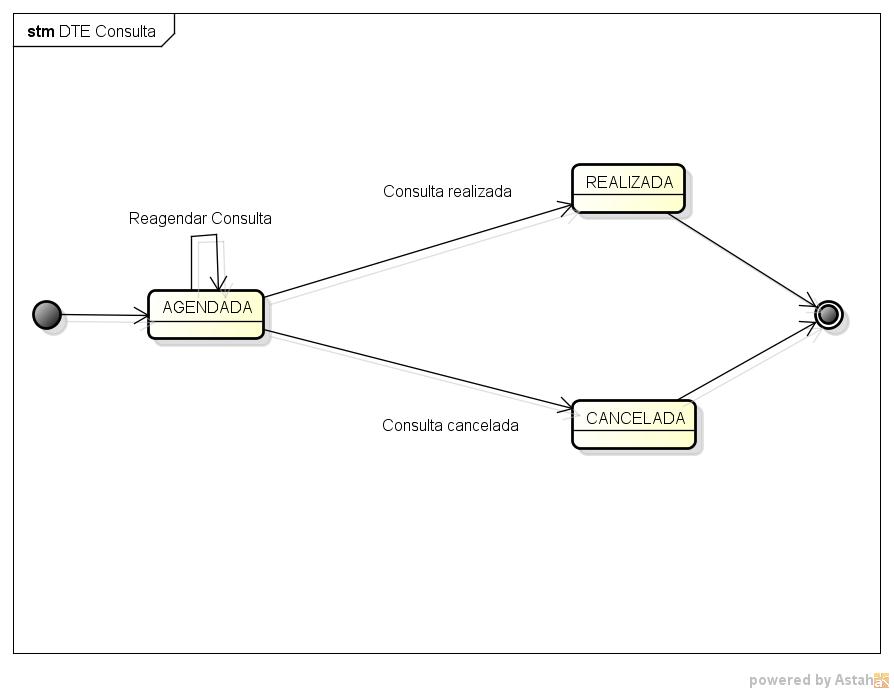 stm DTE Consulta
REALIZADA
Consulta realizada
Reagendar Consulta
AGENDADA
CANCELADA
Consulta cancelada
powered by Astah